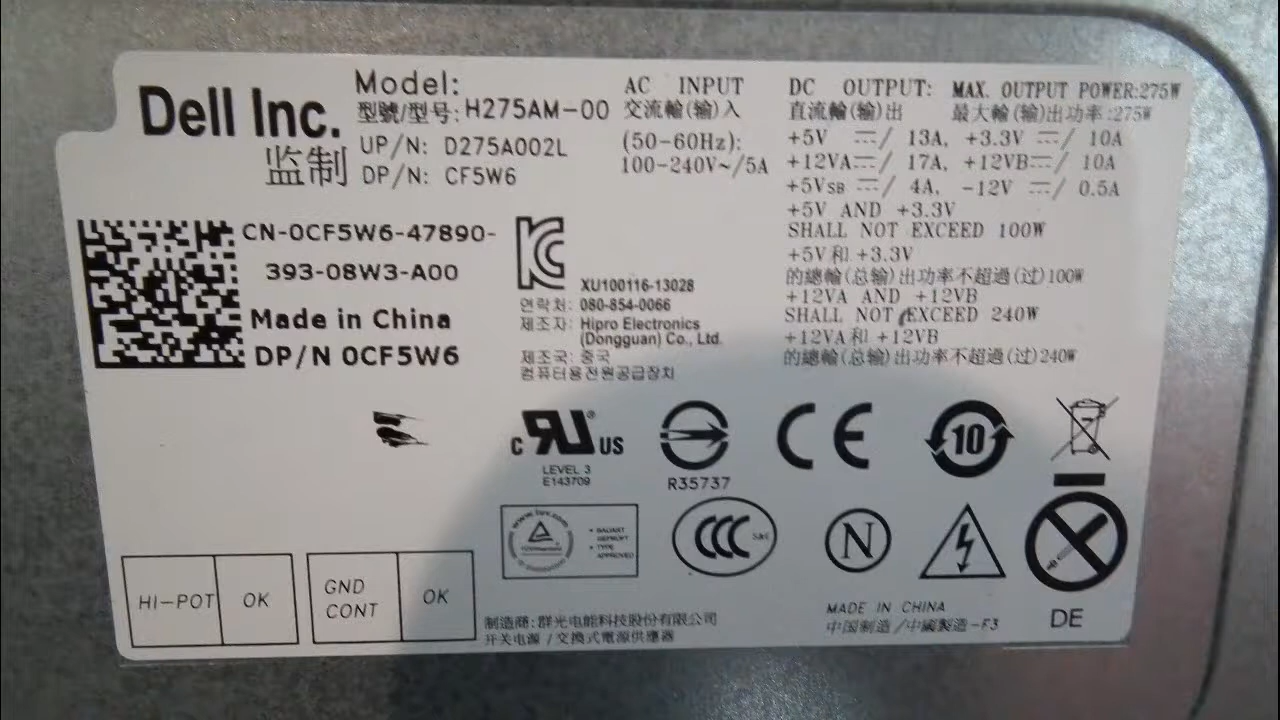 Dell Inc.
监制
Model:
型號/型号: H275AM-00
UP/N: D275A002L
DP/N: CF5W6
AC INPUT
交流輸(输)入
(50-60Hz):
100-240V~/5A
DC OUTPUT: MAX. OUTPUT POWER:275W
直流輸(输)出 最大輸(输)出功率:275W
+5V ⎓/ 13A, +3.3V ⎓/ 10A
+12VA⎓/ 17A, +12VB⎓/ 10A
+5VSB ⎓/ 4A, -12V ⎓/ 0.5A
+5V AND +3.3V
SHALL NOT EXCEED 100W
+5V 和 +3.3V
的總輸(总输)出功率不超過(过)100W
+12VA AND +12VB
SHALL NOT EXCEED 240W
+12VA 和 +12VB
的總輸(总输)出功率不超過(过)240W
CN-0CF5W6-47890-
393-08W3-A00
Made in China
DP/N 0CF5W6
XU100116-13028
연락처: 080-854-0066
제조자: Hipro Electronics
(Dongguan) Co., Ltd.
제조국: 중국
컴퓨터용전원공급장치
c RU ® US
LEVEL 3
E143709
R35737
CE
10
www.tuv.com
CCC S&E
N
HI-POT OK
GND
CONT
OK
制造商: 群光电能科技股份有限公司
开关电源 / 交換式電源供應器
MADE IN CHINA
中国制造/中國製造-F3
DE